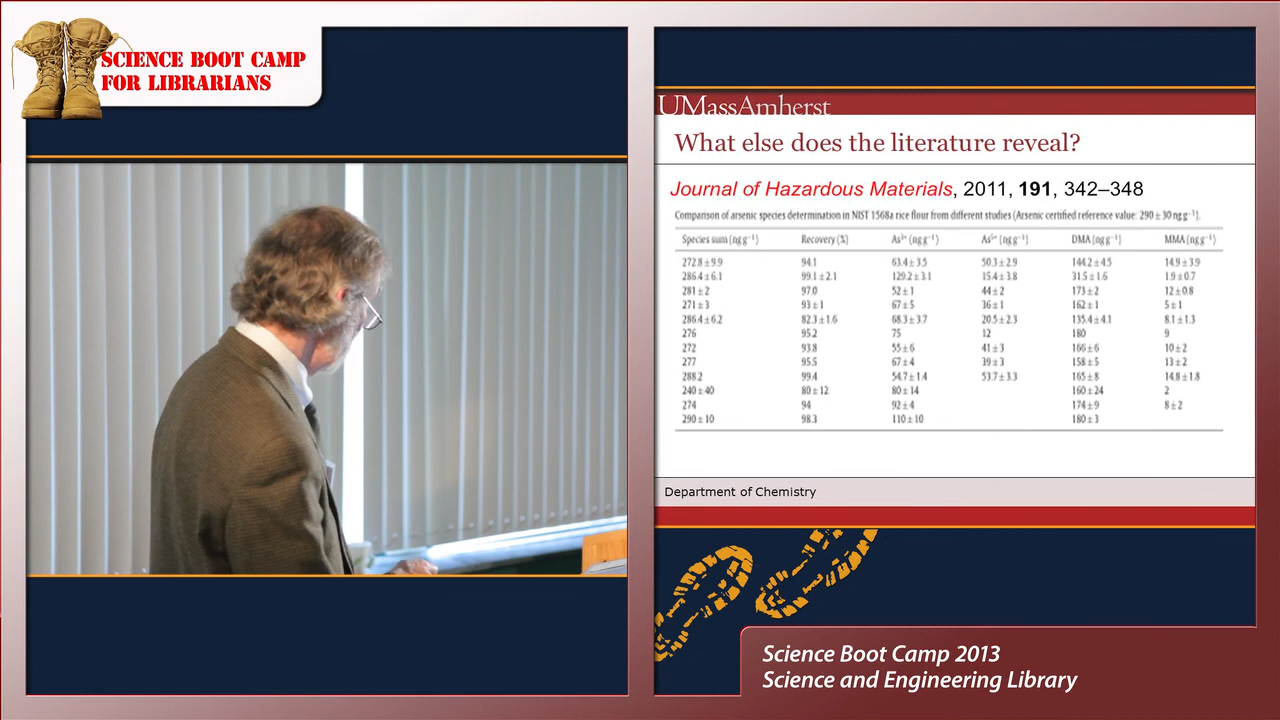 SCIENCE BOOT CAMP
FOR LIBRARIANS
UMassAmherst
What else does the literature reveal?
Journal of Hazardous Materials, 2011, 191, 342–348
Comparison of arsenic species determination in NIST 1568a rice flour from different studies (Arsenic certified reference value: 290 ± 30 ng g⁻¹).
Species sum (ng g⁻¹) Recovery (%) As³⁺ (ng g⁻¹) As⁵⁺ (ng g⁻¹) DMA (ng g⁻¹) MMA (ng g⁻¹)
272.8 ± 9.9 94.1 63.4 ± 3.5 50.3 ± 2.9 144.2 ± 4.5 14.9 ± 3.9
286.4 ± 6.1 99.1 ± 2.1 129.2 ± 3.1 15.4 ± 3.8 31.5 ± 1.6 1.9 ± 0.7
281 ± 2 97.0 52 ± 1 44 ± 2 173 ± 2 12 ± 0.8
271 ± 3 93 ± 1 67 ± 5 36 ± 1 162 ± 1 5 ± 1
286.4 ± 6.2 82.3 ± 1.6 68.3 ± 3.7 20.5 ± 2.3 135.4 ± 4.1 8.1 ± 1.3
276 95.2 75 12 180 9
272 93.8 55 ± 6 41 ± 3 166 ± 6 10 ± 2
277 95.5 67 ± 4 39 ± 3 158 ± 5 13 ± 2
288.2 99.4 54.7 ± 1.4 53.7 ± 3.3 165 ± 8 14.8 ± 1.8
240 ± 40 80 ± 12 80 ± 14 160 ± 24 2
274 94 92 ± 4 174 ± 9 8 ± 2
290 ± 10 98.3 110 ± 10 180 ± 3
Department of Chemistry
Science Boot Camp 2013
Science and Engineering Library